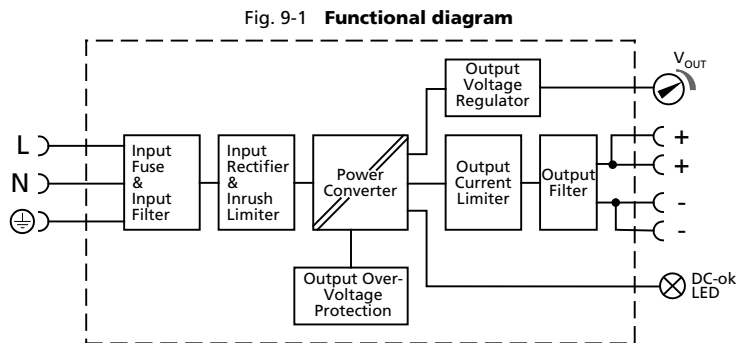 Fig. 9-1 Functional diagram
Output
Voltage
Regulator
VOUT
L
N
Input
Fuse
&
Input
Filter
Input
Rectifier
&
Inrush
Limiter
Power
Converter
Output
Current
Limiter
Output
Filter
+
+
-
-
Output Over-
Voltage
Protection
DC-ok
LED